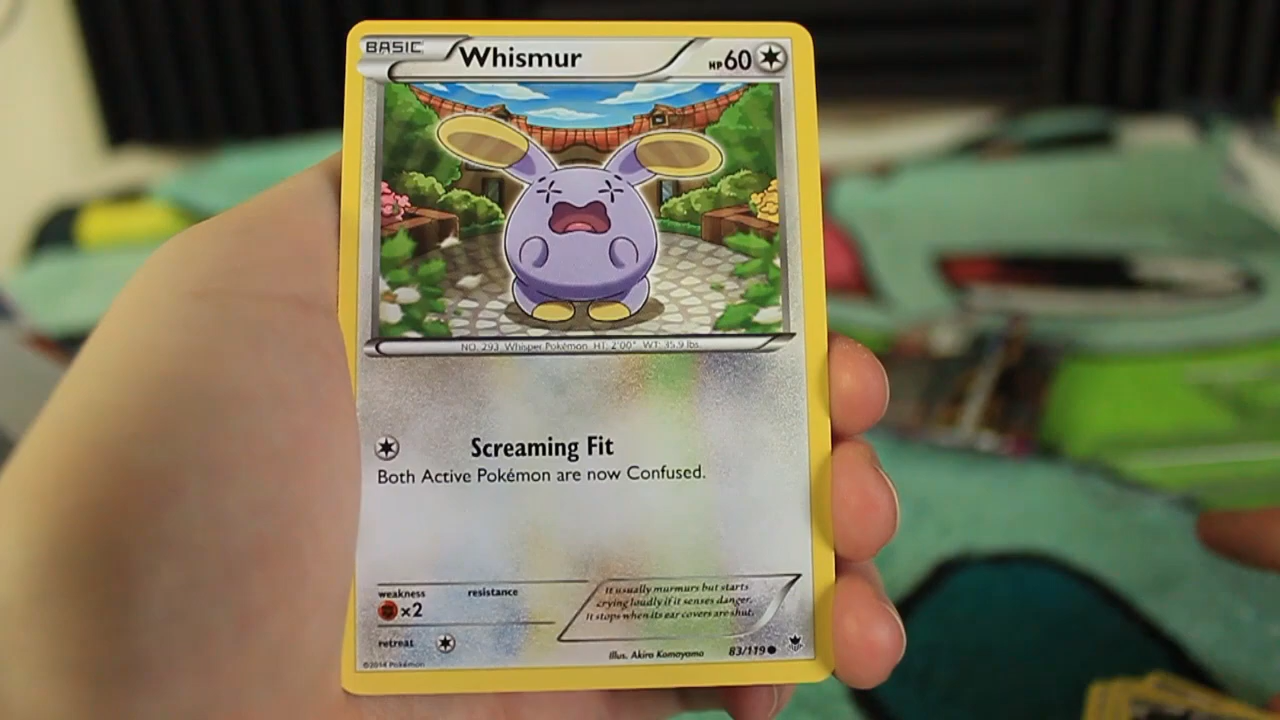 BASIC Whismur HP60
NO. 293 Whisper Pokémon HT: 2'00" WT: 35.9 lbs.
Screaming Fit
Both Active Pokémon are now Confused.
weakness resistance
×2
It usually murmurs but starts
crying loudly if it senses danger.
It stops when its ear covers are shut.
retreat
©2014 Pokémon
Illus. Akira Komayama 83/119